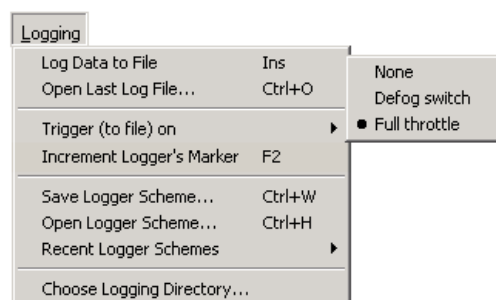 Logging
Log Data to File Ins
Open Last Log File... Ctrl+O
Trigger (to file) on
None
Defog switch
Full throttle
Increment Logger's Marker F2
Save Logger Scheme... Ctrl+W
Open Logger Scheme... Ctrl+H
Recent Logger Schemes
Choose Logging Directory...